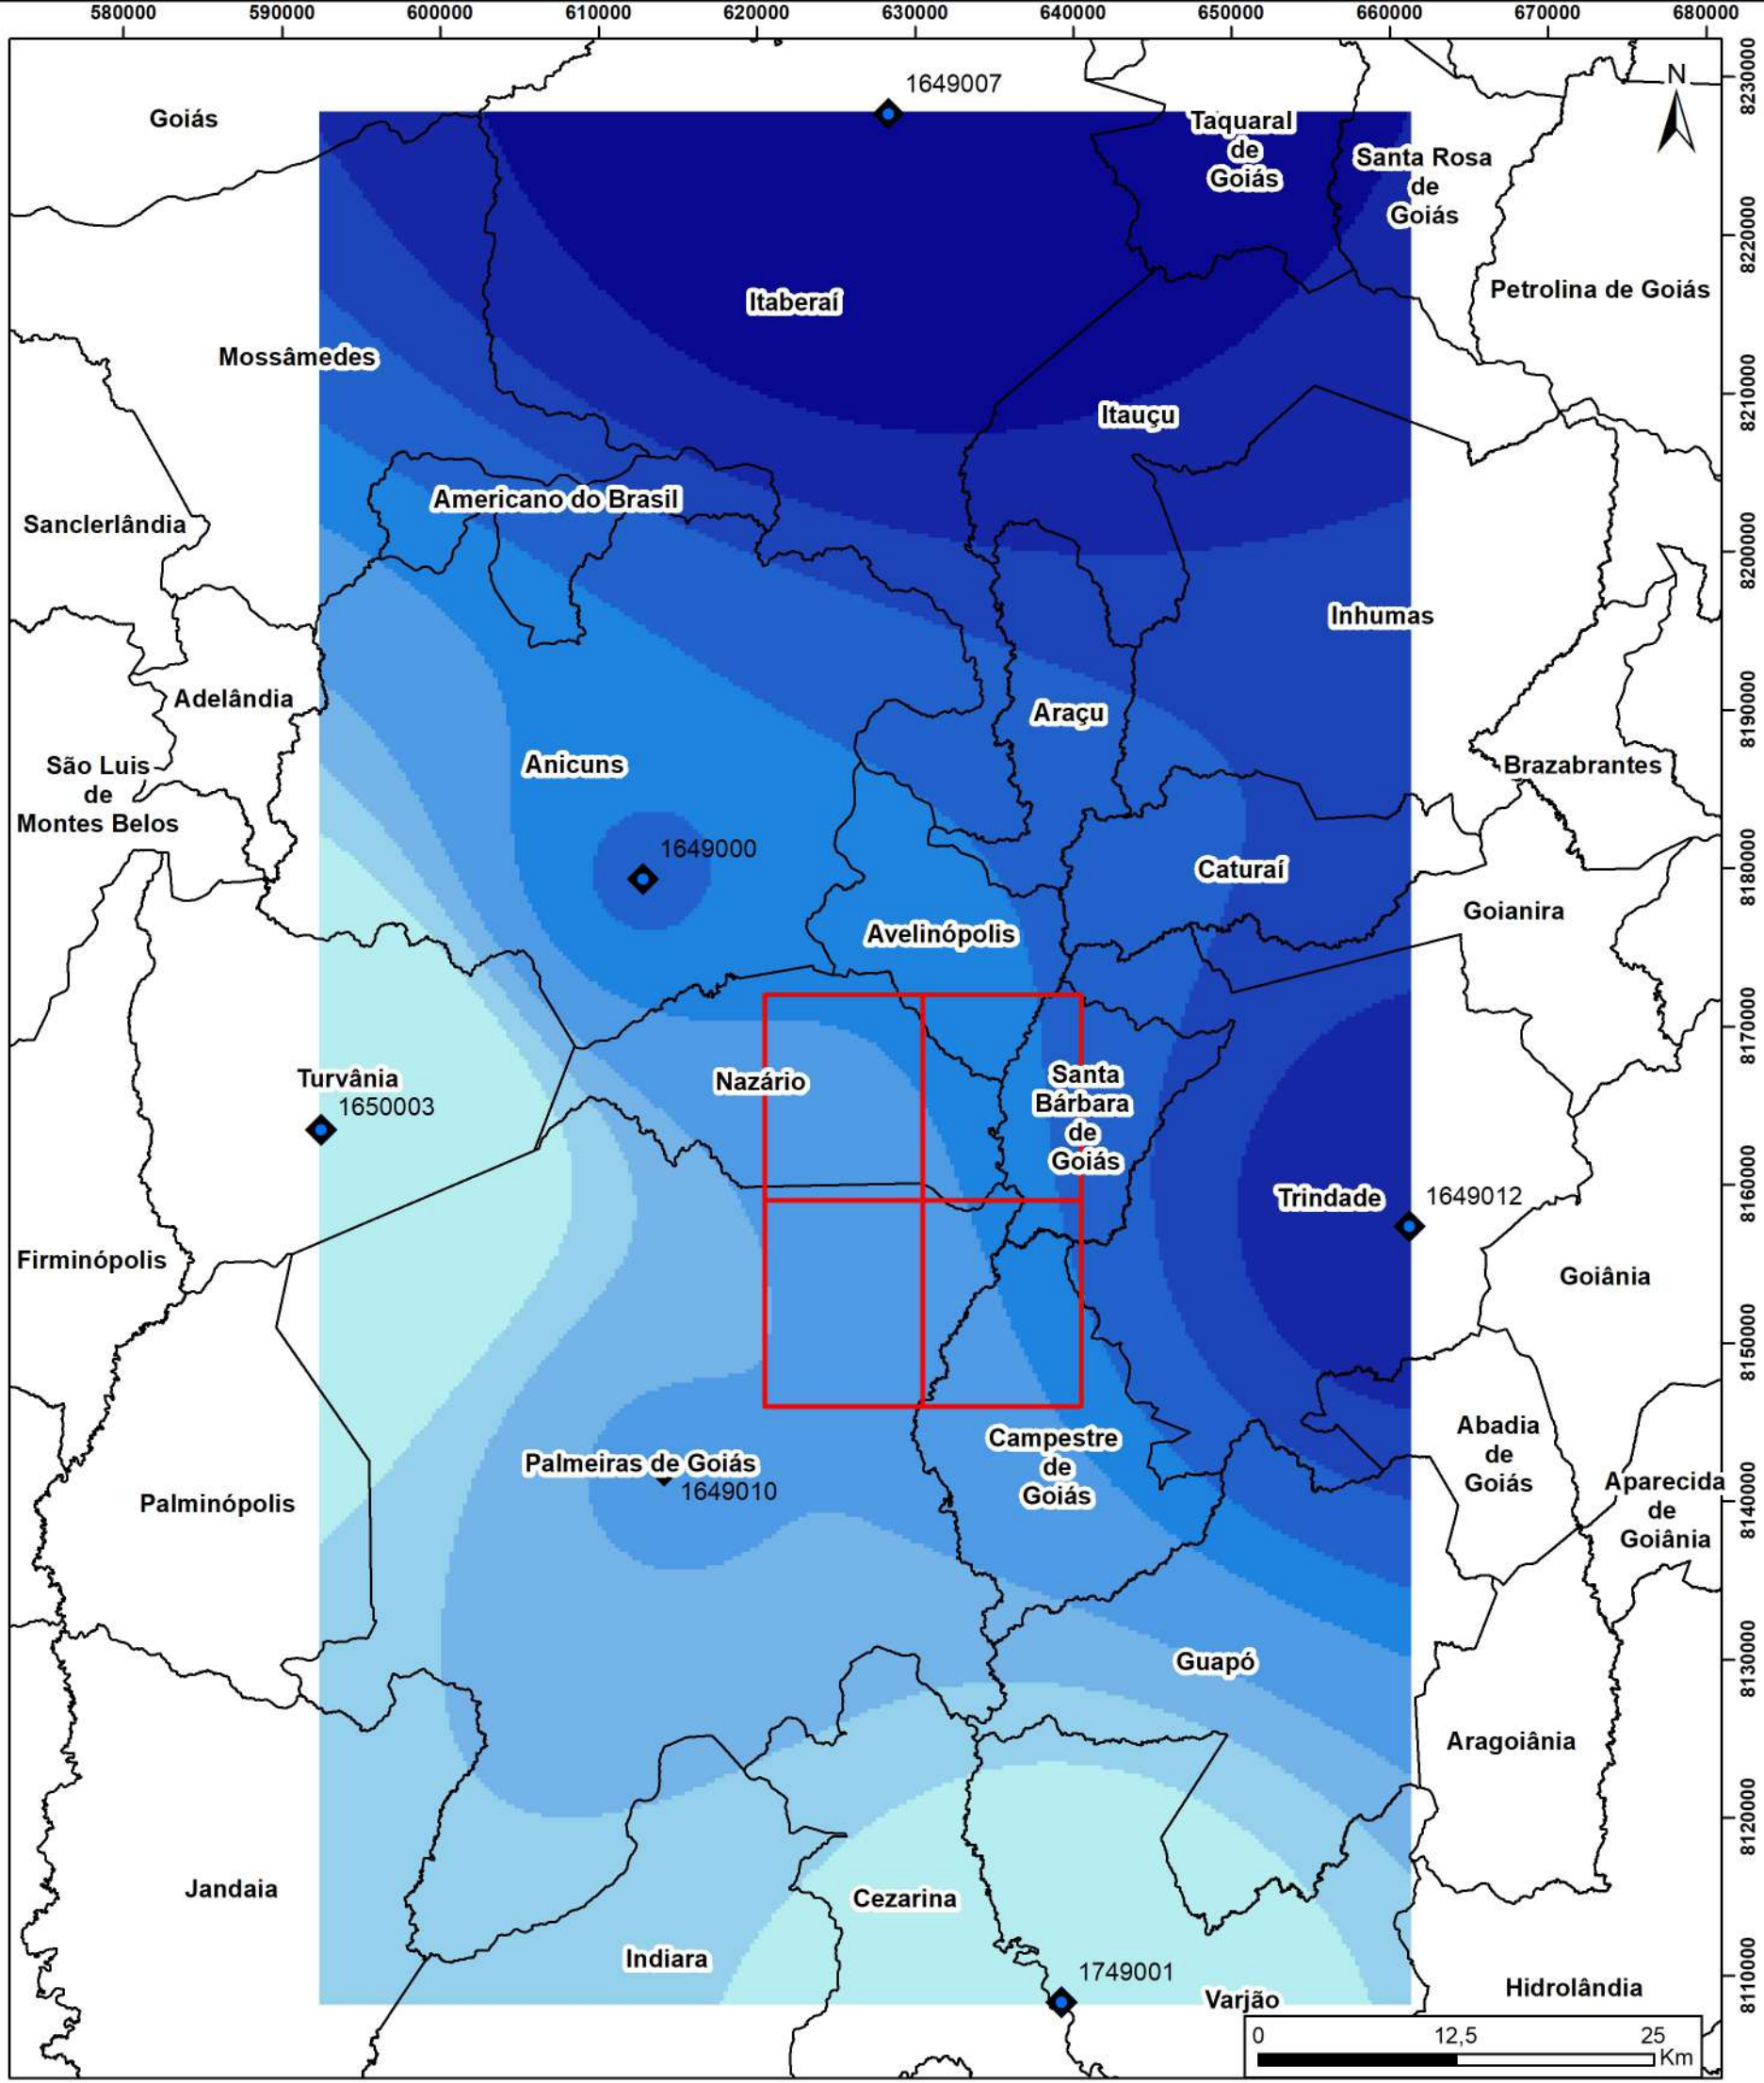 580000
590000
600000
610000
620000
630000
640000
650000
660000
670000
680000
8230000
N
1649007
Goiás
Taquaral
de
Goiás
Santa Rosa
de
Goiás
8220000
Itaberaí
Petrolina de Goiás
Mossâmedes
8210000
Itauçu
Americano do Brasil
Sanclerlândia
8200000
Inhumas
Adelândia
Araçu
8190000
São Luis
de
Montes Belos
Anicuns
Brazabrantes
1649000
Caturaí
8180000
Goianira
Avelinópolis
8170000
Turvânia
1650003
Nazário
Santa
Bárbara
de
Goiás
8160000
Trindade
1649012
Firminópolis
Goiânia
8150000
Campestre
de
Goiás
Abadia
de
Goiás
Palmeiras de Goiás
1649010
Palminópolis
Aparecida
de
Goiânia
8140000
Guapó
8130000
Aragoiânia
8120000
Jandaia
Cezarina
Indiara
1749001
Varjão
Hidrolândia
8110000
0
12,5
25
Km